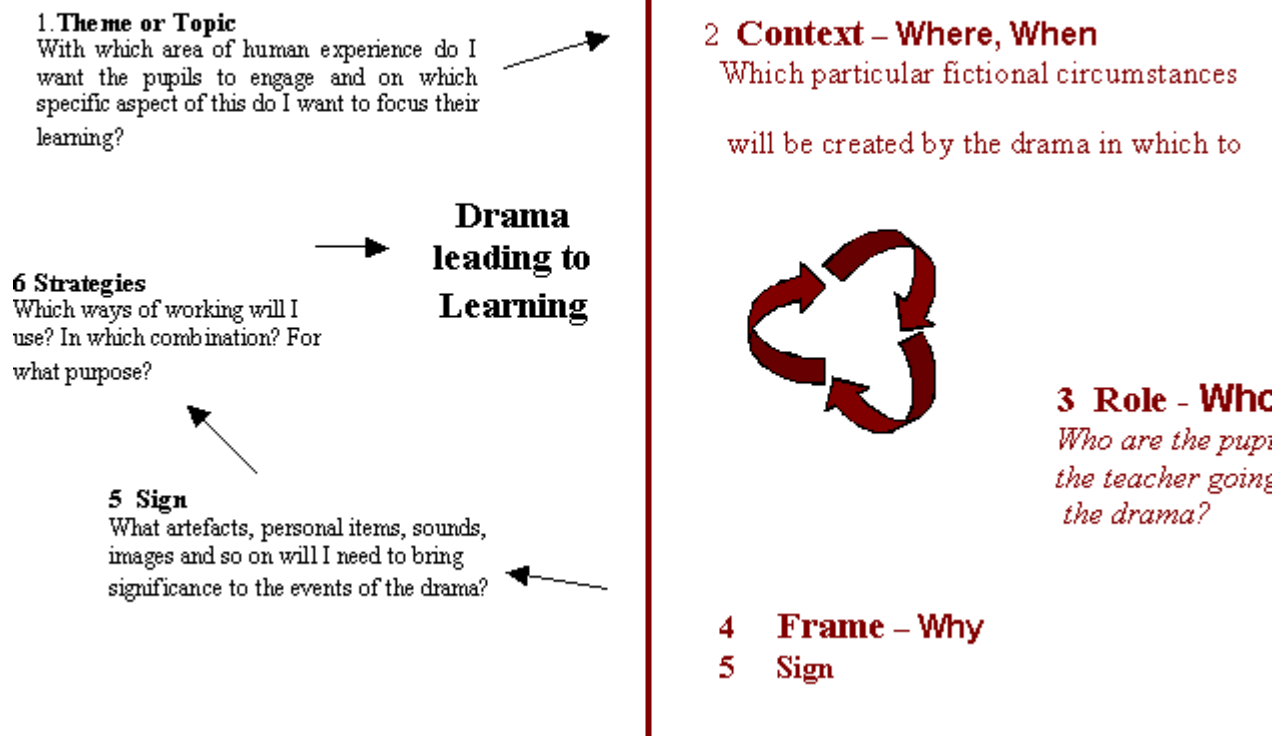 1.Theme or Topic
With which area of human experience do I
want the pupils to engage and on which
specific aspect of this do I want to focus their
learning?
Drama
leading to
Learning
6 Strategies
Which ways of working will I
use? In which combination? For
what purpose?
5 Sign
What artefacts, personal items, sounds,
images and so on will I need to bring
significance to the events of the drama?
2 Context – Where, When
Which particular fictional circumstances
will be created by the drama in which to
3 Role -
Who are the
the teacher going
the drama?
4 Frame – Why
5 Sign